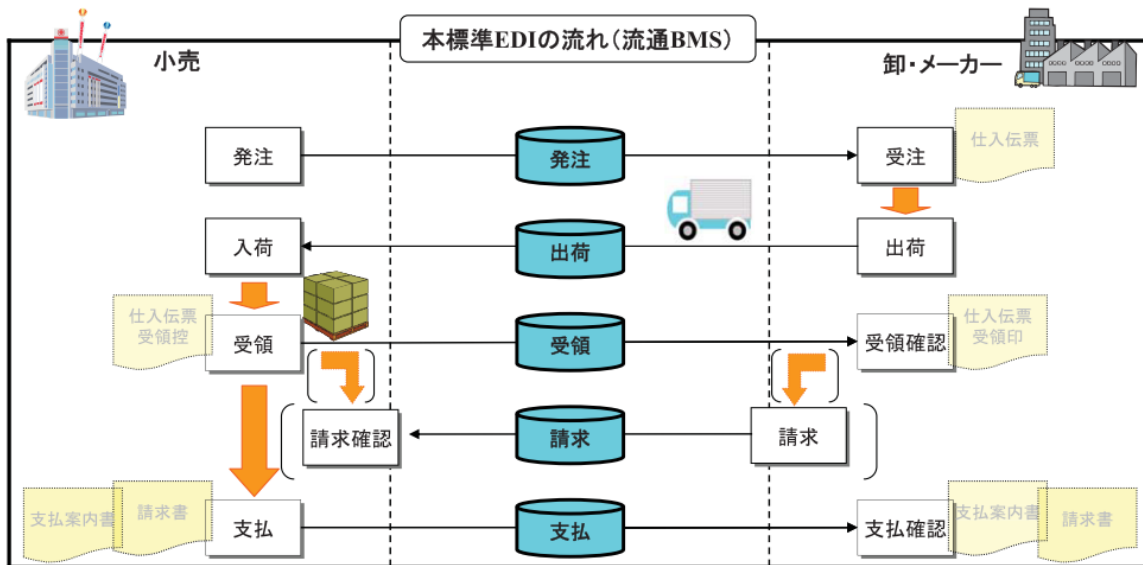 本標準EDIの流れ（流通BMS）
小売
卸・メーカー
発注
発注
受注
仕入伝票
入荷
出荷
出荷
仕入伝票
受領控
受領
受領
受領確認
仕入伝票
受領印
請求確認
請求
請求
支払案内書
請求書
支払
支払
支払確認
支払案内書
請求書